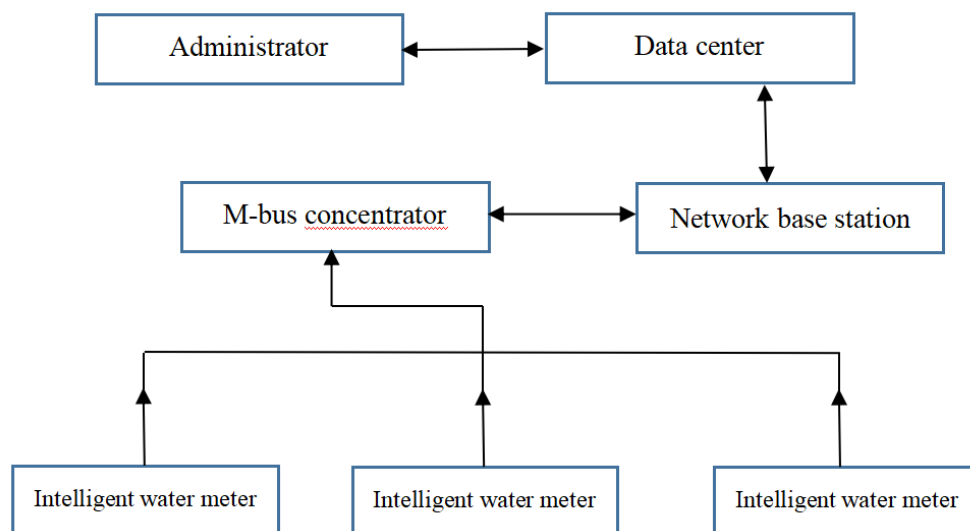 Administrator
Data center
M-bus concentrator
Network base station
Intelligent water meter
Intelligent water meter
Intelligent water meter